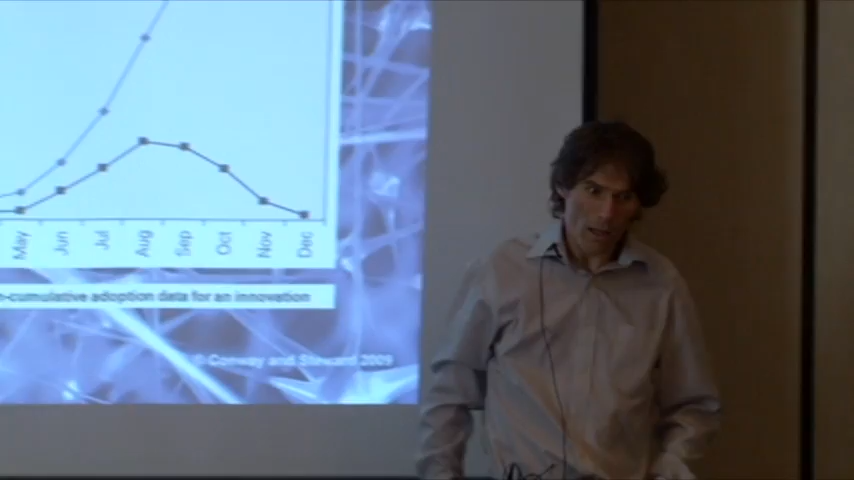 May Jun Jul Aug Sep Oct Nov Dec
n-cumulative adoption data for an innovation
© Conway and Steward 2009